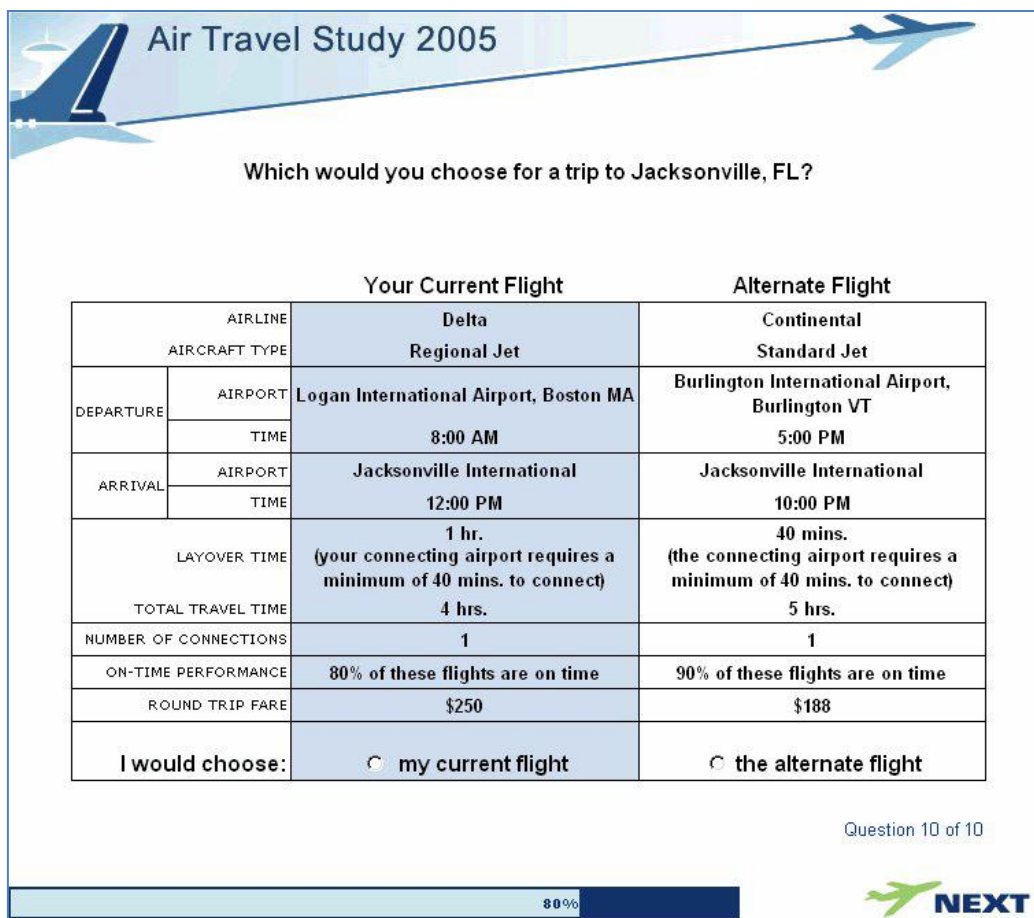 Air Travel Study 2005
Which would you choose for a trip to Jacksonville, FL?
Your Current Flight Alternate Flight
AIRLINE Delta Continental
AIRCRAFT TYPE Regional Jet Standard Jet
DEPARTURE AIRPORT Logan International Airport, Boston MA Burlington International Airport,
Burlington VT
TIME 8:00 AM 5:00 PM
ARRIVAL AIRPORT Jacksonville International Jacksonville International
TIME 12:00 PM 10:00 PM
LAYOVER TIME 1 hr. 40 mins.
(your connecting airport requires a (the connecting airport requires a
minimum of 40 mins. to connect) minimum of 40 mins. to connect)
TOTAL TRAVEL TIME 4 hrs. 5 hrs.
NUMBER OF CONNECTIONS 1 1
ON-TIME PERFORMANCE 80% of these flights are on time 90% of these flights are on time
ROUND TRIP FARE $250 $188
I would choose: my current flight the alternate flight
Question 10 of 10
80%
NEXT